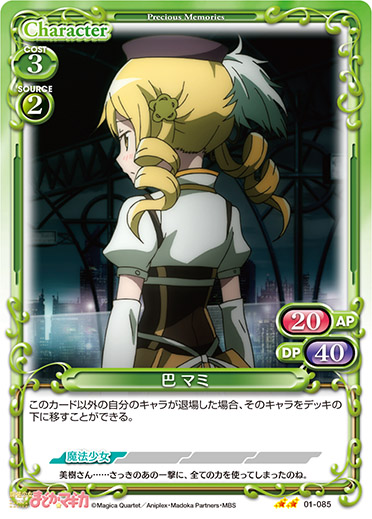 Precious Memories
Character
COST
3
SOURCE
2
20 AP
DP 40
巴 マミ
このカード以外の自分のキャラが退場した場合、そのキャラをデッキの
下に移すことができる。
魔法少女
美樹さん……さっきのあの一撃に、全ての力を使ってしまったのね。
まどか☆マギカ
©Magica Quartet／Aniplex・Madoka Partners・MBS
01-085